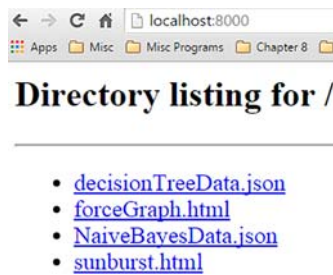 localhost:8000
Apps Misc Misc Programs Chapter 8
Directory listing for /
decisionTreeData.json
forceGraph.html
NaiveBayesData.json
sunburst.html